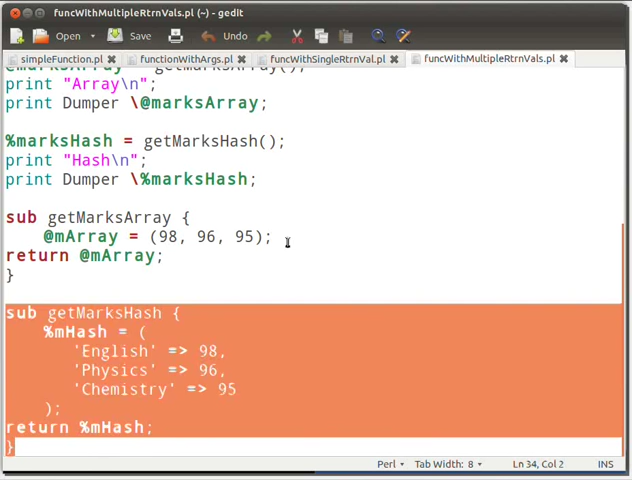 funcWithMultipleRtrnVals.pl (~) - gedit
Open Save Undo
simpleFunction.pl functionWithArgs.pl funcWithSingleRtrnVal.pl funcWithMultipleRtrnVals.pl
@marksArray = getMarksArray();
print "Array\n";
print Dumper \@marksArray;
%marksHash = getMarksHash();
print "Hash\n";
print Dumper \%marksHash;
sub getMarksArray {
@mArray = (98, 96, 95);
return @mArray;
}
sub getMarksHash {
%mHash = (
'English' => 98,
'Physics' => 96,
'Chemistry' => 95
);
return %mHash;
}
Perl Tab Width: 8 Ln 34, Col 2 INS